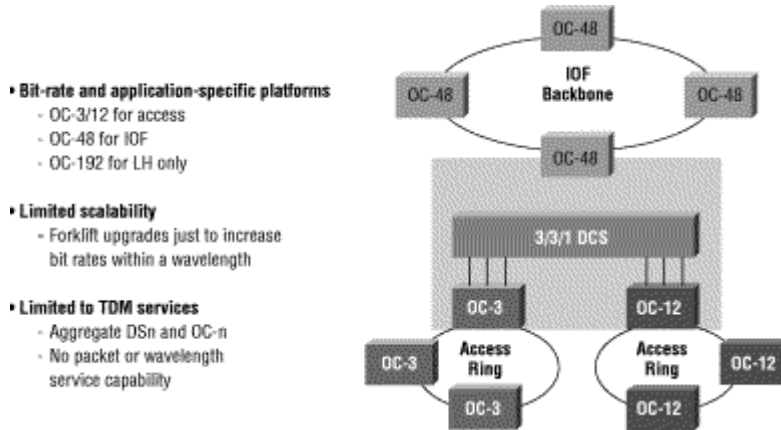 • Bit-rate and application-specific platforms
- OC-3/12 for access
- OC-48 for IOF
- OC-192 for LH only
• Limited scalability
- Forklift upgrades just to increase
bit rates within a wavelength
• Limited to TDM services
- Aggregate DSn and OC-n
- No packet or wavelength
service capability
OC-48
IOF
Backbone
OC-48
OC-48
OC-48
3/3/1 DCS
OC-3
OC-12
Access
Ring
OC-3
OC-3
Access
Ring
OC-12
OC-12